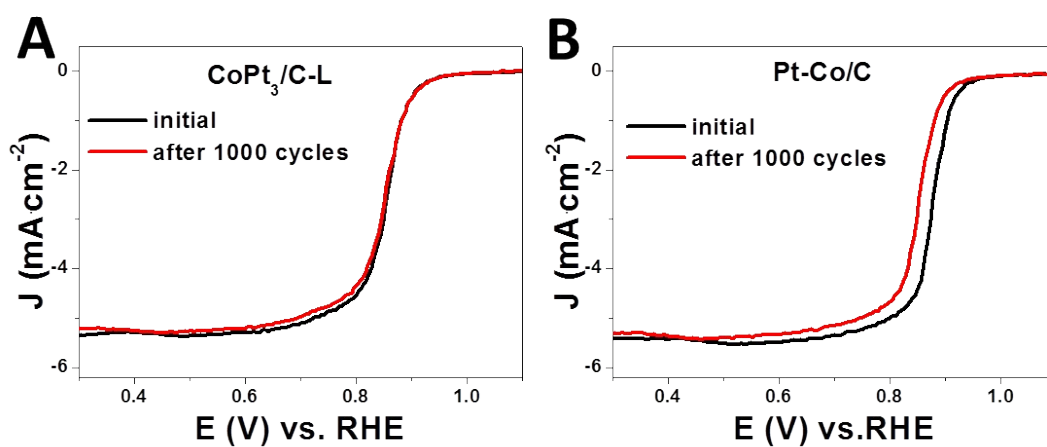 A
CoPt3/C-L
initial
after 1000 cycles
0
-2
-4
-6
J (mA·cm-2)
0.4
0.6
0.8
1.0
E (V) vs. RHE
B
Pt-Co/C
initial
after 1000 cycles
0
-2
-4
-6
J (mA·cm-2)
0.4
0.6
0.8
1.0
E (V) vs.RHE